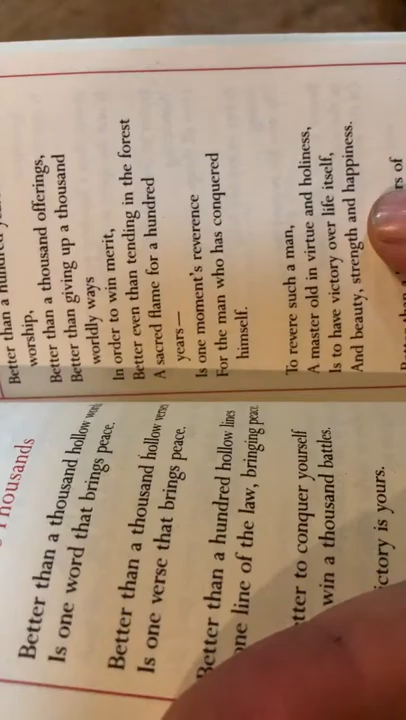 Thousands
Better than a thousand hollow words
Is one word that brings peace.
Better than a thousand hollow verses
Is one verse that brings peace.
Better than a hundred hollow lines
one line of the law, bringing peace.
to conquer yourself
win a thousand battles.
is yours.
Better than a hundred
worship,
Better than a thousand offerings,
Better than giving up a thousand
worldly ways
In order to win merit,
Better even than tending in the forest
A sacred flame for a hundred
years—
Is one moment's reverence
For the man who has conquered
himself.
To revere such a man,
A master old in virtue and holiness,
Is to have victory over life itself,
And beauty, strength and happiness.
of